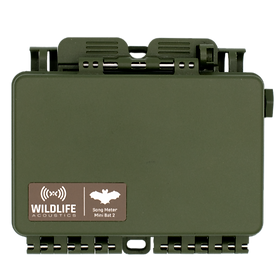 WILDLIFE
ACOUSTICS
Song Meter
Mini Bat 2